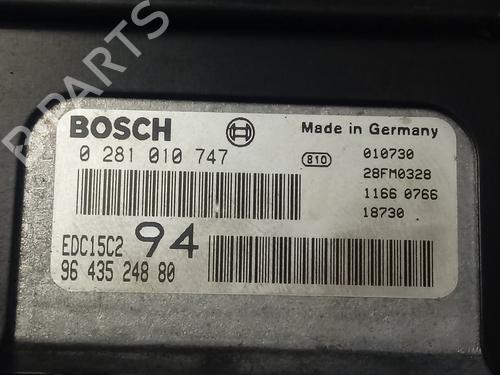 B-PARTS
BOSCH
Made in Germany
0 281 010 747
810
010730
28FM0328
1166 0766
18730
EDC15C2 94
96 435 248 80